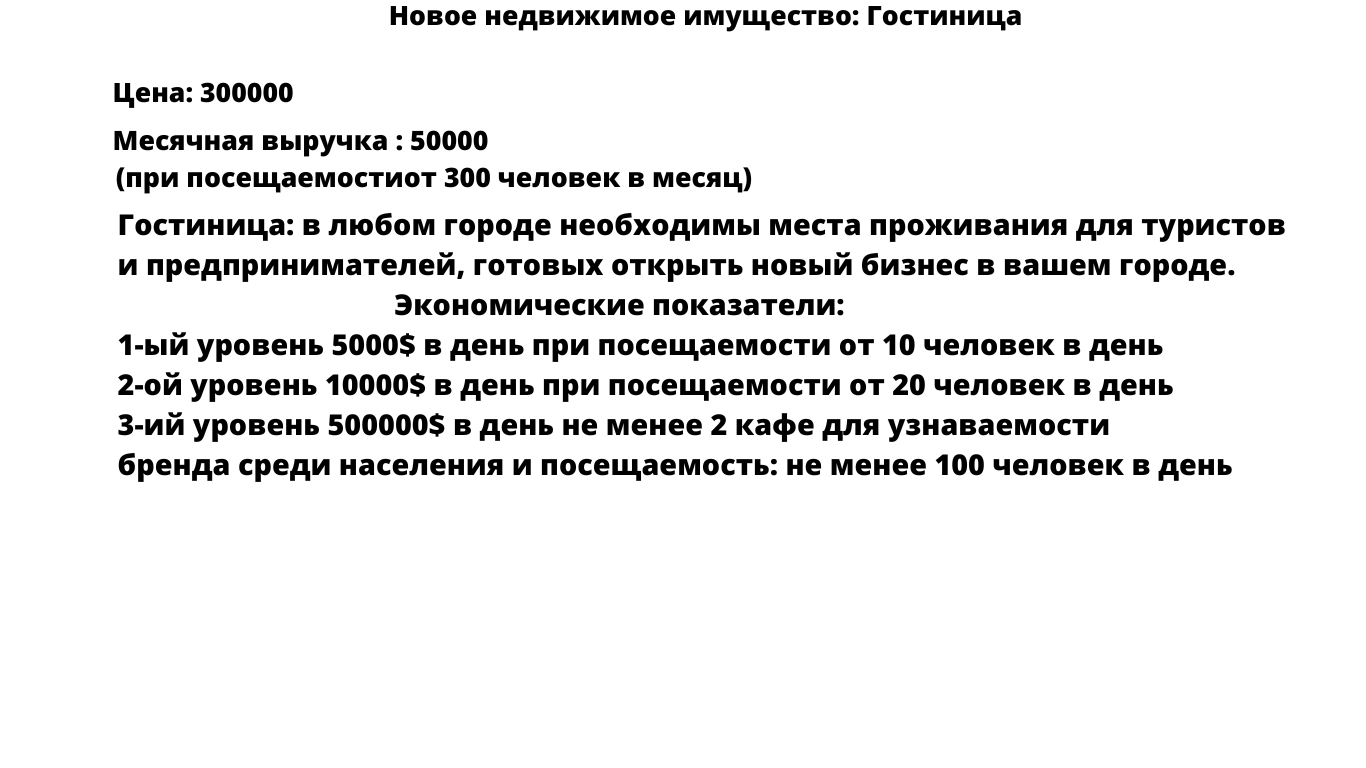 Новое недвижимое имущество: Гостиница
Цена: 300000
Месячная выручка : 50000
(при посещаемостиот 300 человек в месяц)
Гостиница: в любом городе необходимы места проживания для туристов
и предпринимателей, готовых открыть новый бизнес в вашем городе.
Экономические показатели:
1-ый уровень 5000$ в день при посещаемости от 10 человек в день
2-ой уровень 10000$ в день при посещаемости от 20 человек в день
3-ий уровень 500000$ в день не менее 2 кафе для узнаваемости
бренда среди населения и посещаемость: не менее 100 человек в день